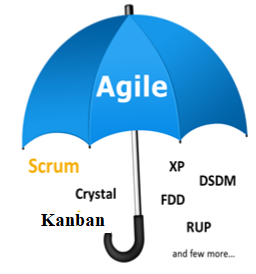 Agile
Scrum
XP
DSDM
Crystal
FDD
Kanban
RUP
and few more...